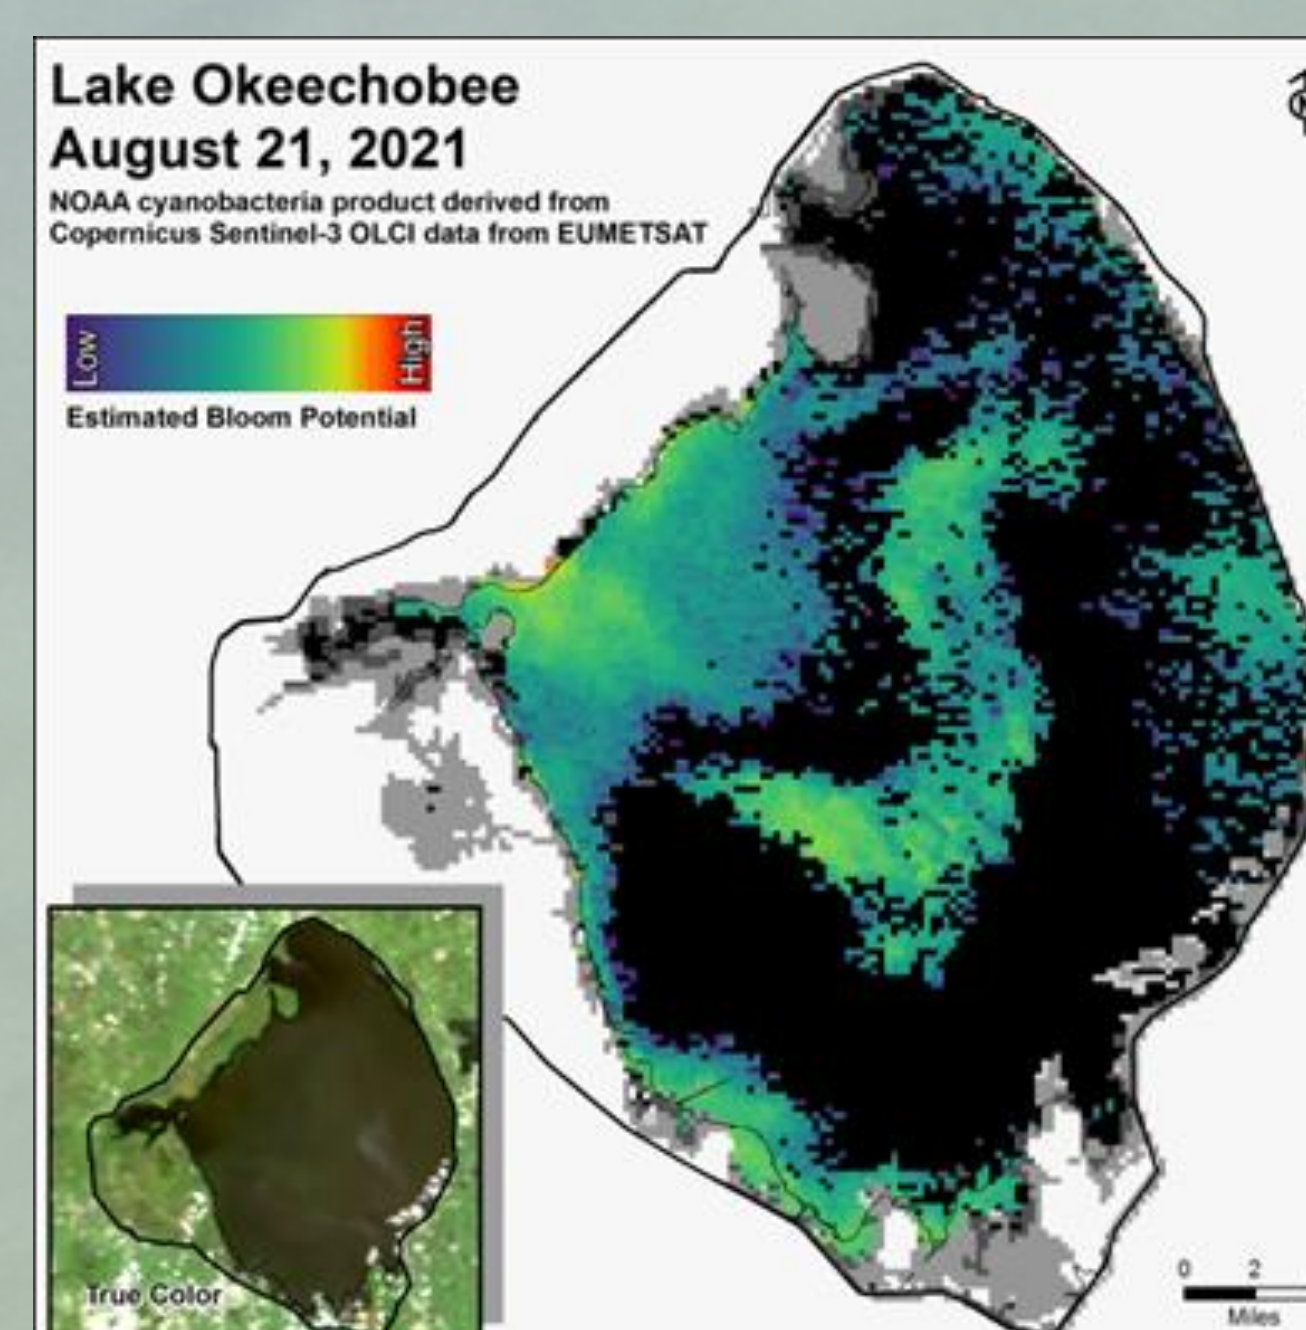 Lake Okeechobee
August 21, 2021
NOAA cyanobacteria product derived from
Copernicus Sentinel-3 OLCI data from EUMETSAT
Low
High
Estimated Bloom Potential
True Color
0 2
Miles